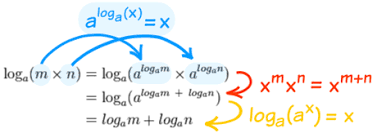 a^{log_a(x)} = x
log_a(m × n) = log_a(a^{log_a m} × a^{log_a n})
x^m x^n = x^{m+n}
= log_a(a^{log_a m + log_a n})
log_a(a^x) = x
= log_a m + log_a n